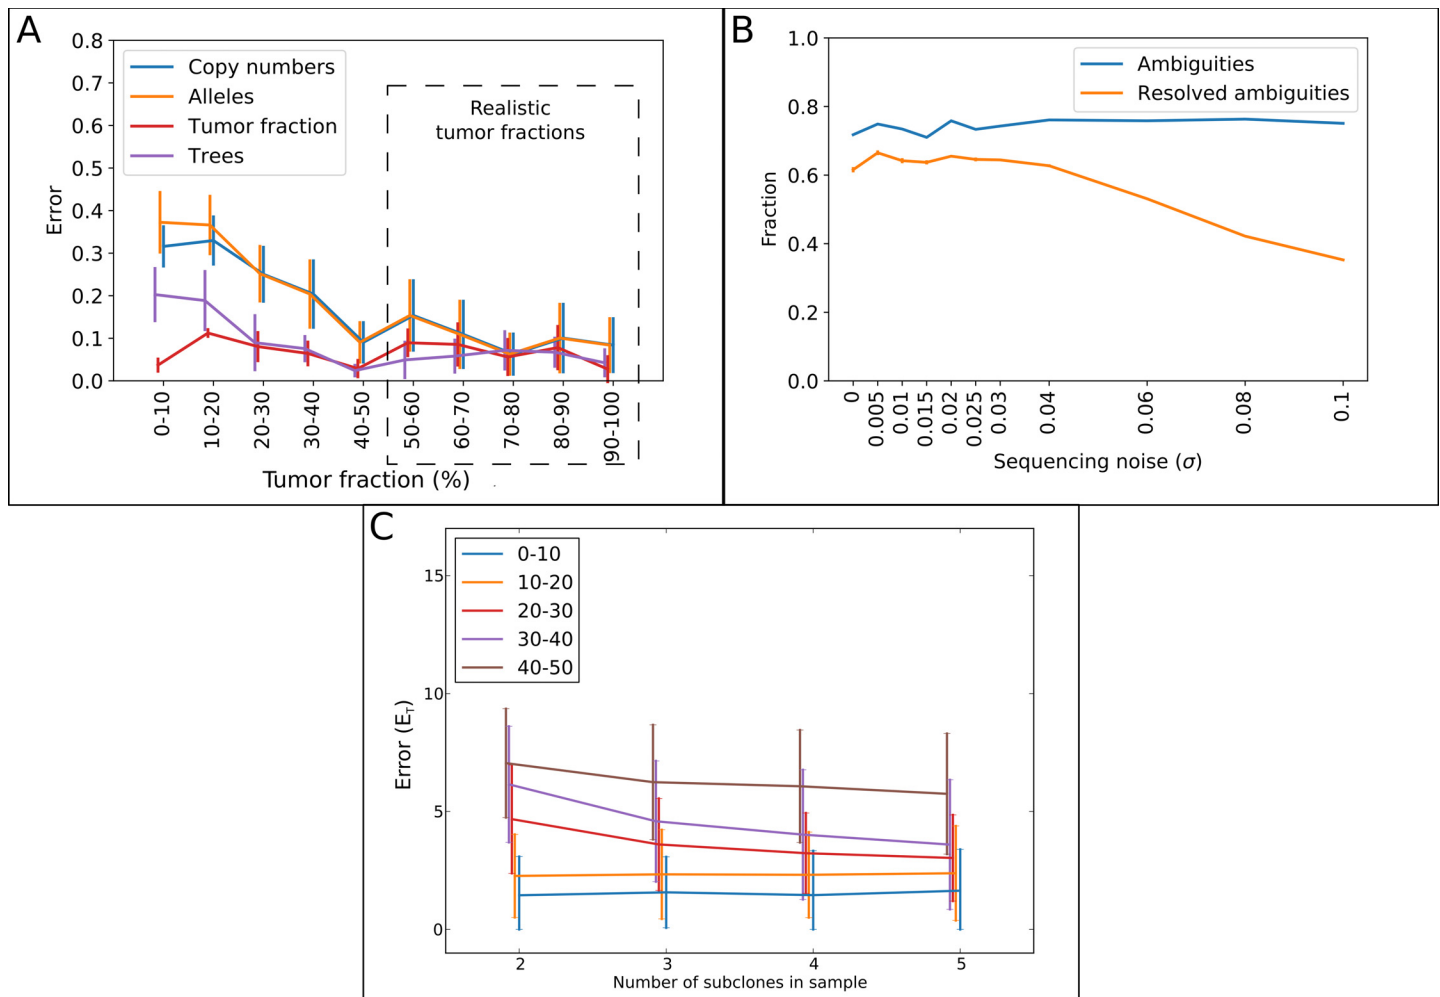 A
0.8
0.7
0.6
0.5
0.4
0.3
0.2
0.1
0.0
Error
Copy numbers
Alleles
Tumor fraction
Trees
Realistic
tumor fractions
0-10
10-20
20-30
30-40
40-50
50-60
60-70
70-80
80-90
90-100
Tumor fraction (%)
B
1.0
0.8
0.6
0.4
0.2
0.0
Fraction
Ambiguities
Resolved ambiguities
0
0.005
0.01
0.015
0.02
0.025
0.03
0.04
0.06
0.08
0.1
Sequencing noise (σ)
C
15
10
5
0
Error (E_T)
0-10
10-20
20-30
30-40
40-50
2
3
4
5
Number of subclones in sample